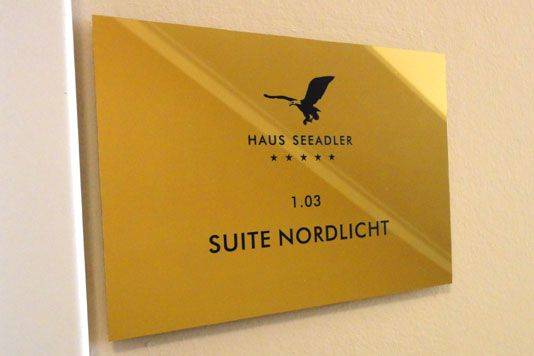 HAUS SEEADLER
★★★★★
1.03
SUITE NORDLICHT